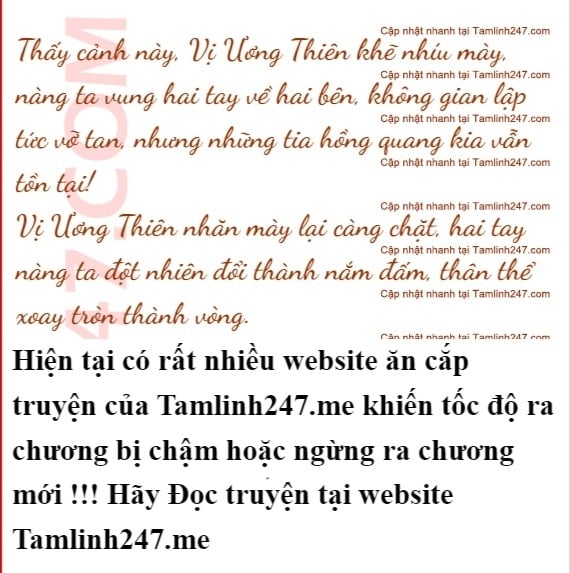 Cập nhật nhanh tại Tamlinh247.com
Thấy cảnh này, Vị Ương Thiên khẽ nhíu mày,
Cập nhật nhanh tại Tamlinh247.com
nàng ta vung hai tay về hai bên, không gian lập
Cập nhật nhanh tại Tamlinh247.com
tức vỡ tan, nhưng những tia hồng quang kia vẫn
Cập nhật nhanh tại Tamlinh247.com
tồn tại!
Cập nhật nhanh tại Tamlinh247.com
Vị Ương Thiên nhăn mày lại càng chặt, hai tay
Cập nhật nhanh tại Tamlinh247.com
nàng ta đột nhiên đổi thành nắm đấm, thân thể
Cập nhật nhanh tại Tamlinh247.com
xoay tròn thành vòng.
Cập nhật nhanh tại Tamlinh247.com
47.COM
Hiện tại có rất nhiều website ăn cắp
truyện của Tamlinh247.me khiến tốc độ ra
chương bị chậm hoặc ngừng ra chương
mới !!! Hãy Đọc truyện tại website
Tamlinh247.me